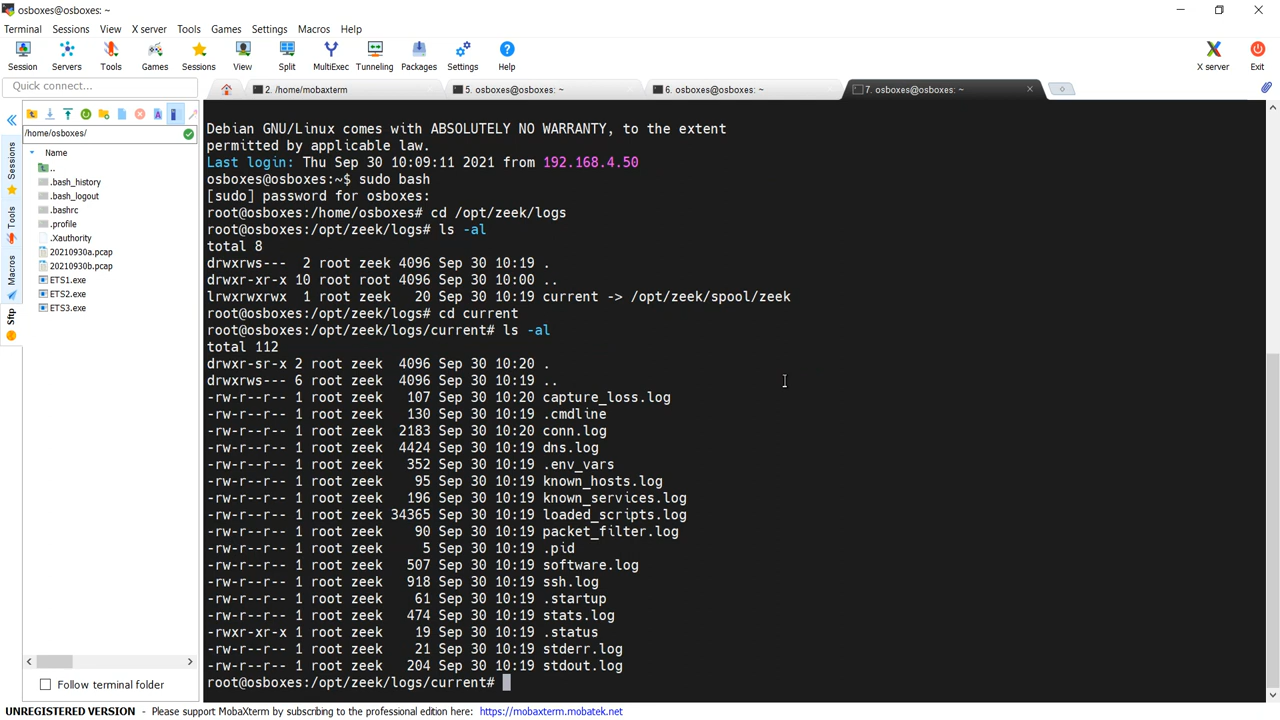 osboxes@osboxes: ~
Terminal Sessions View X server Tools Games Settings Macros Help
Session Servers Tools Games Sessions View Split MultiExec Tunneling Packages Settings Help X server Exit
Quick connect...
2. /home/mobaxterm
5. osboxes@osboxes: ~
6. osboxes@osboxes: ~
7. osboxes@osboxes: ~
/home/osboxes/
Name
..
.bash_history
.bash_logout
.bashrc
.profile
.Xauthority
20210930a.pcap
20210930b.pcap
ETS1.exe
ETS2.exe
ETS3.exe
Sessions
Tools
Macros
Sftp
Follow terminal folder
Debian GNU/Linux comes with ABSOLUTELY NO WARRANTY, to the extent
permitted by applicable law.
Last login: Thu Sep 30 10:09:11 2021 from 192.168.4.50
osboxes@osboxes:~$ sudo bash
[sudo] password for osboxes:
root@osboxes:/home/osboxes# cd /opt/zeek/logs
root@osboxes:/opt/zeek/logs# ls -al
total 8
drwxrws---  2 root zeek 4096 Sep 30 10:19 .
drwxr-xr-x 10 root root 4096 Sep 30 10:00 ..
lrwxrwxrwx  1 root zeek   20 Sep 30 10:19 current -> /opt/zeek/spool/zeek
root@osboxes:/opt/zeek/logs# cd current
root@osboxes:/opt/zeek/logs/current# ls -al
total 112
drwxr-sr-x 2 root zeek  4096 Sep 30 10:20 .
drwxrws--- 6 root zeek  4096 Sep 30 10:19 ..
-rw-r--r-- 1 root zeek   107 Sep 30 10:20 capture_loss.log
-rw-r--r-- 1 root zeek   130 Sep 30 10:19 .cmdline
-rw-r--r-- 1 root zeek  2183 Sep 30 10:20 conn.log
-rw-r--r-- 1 root zeek  4424 Sep 30 10:19 dns.log
-rw-r--r-- 1 root zeek   352 Sep 30 10:19 .env_vars
-rw-r--r-- 1 root zeek    95 Sep 30 10:19 known_hosts.log
-rw-r--r-- 1 root zeek   196 Sep 30 10:19 known_services.log
-rw-r--r-- 1 root zeek 34365 Sep 30 10:19 loaded_scripts.log
-rw-r--r-- 1 root zeek    90 Sep 30 10:19 packet_filter.log
-rw-r--r-- 1 root zeek     5 Sep 30 10:19 .pid
-rw-r--r-- 1 root zeek   507 Sep 30 10:19 software.log
-rw-r--r-- 1 root zeek   918 Sep 30 10:19 ssh.log
-rw-r--r-- 1 root zeek    61 Sep 30 10:19 .startup
-rw-r--r-- 1 root zeek   474 Sep 30 10:19 stats.log
-rwxr-xr-x 1 root zeek    19 Sep 30 10:19 .status
-rw-r--r-- 1 root zeek    21 Sep 30 10:19 stderr.log
-rw-r--r-- 1 root zeek   204 Sep 30 10:19 stdout.log
root@osboxes:/opt/zeek/logs/current#
UNREGISTERED VERSION - Please support MobaXterm by subscribing to the professional edition here: https://mobaxterm.mobatek.net